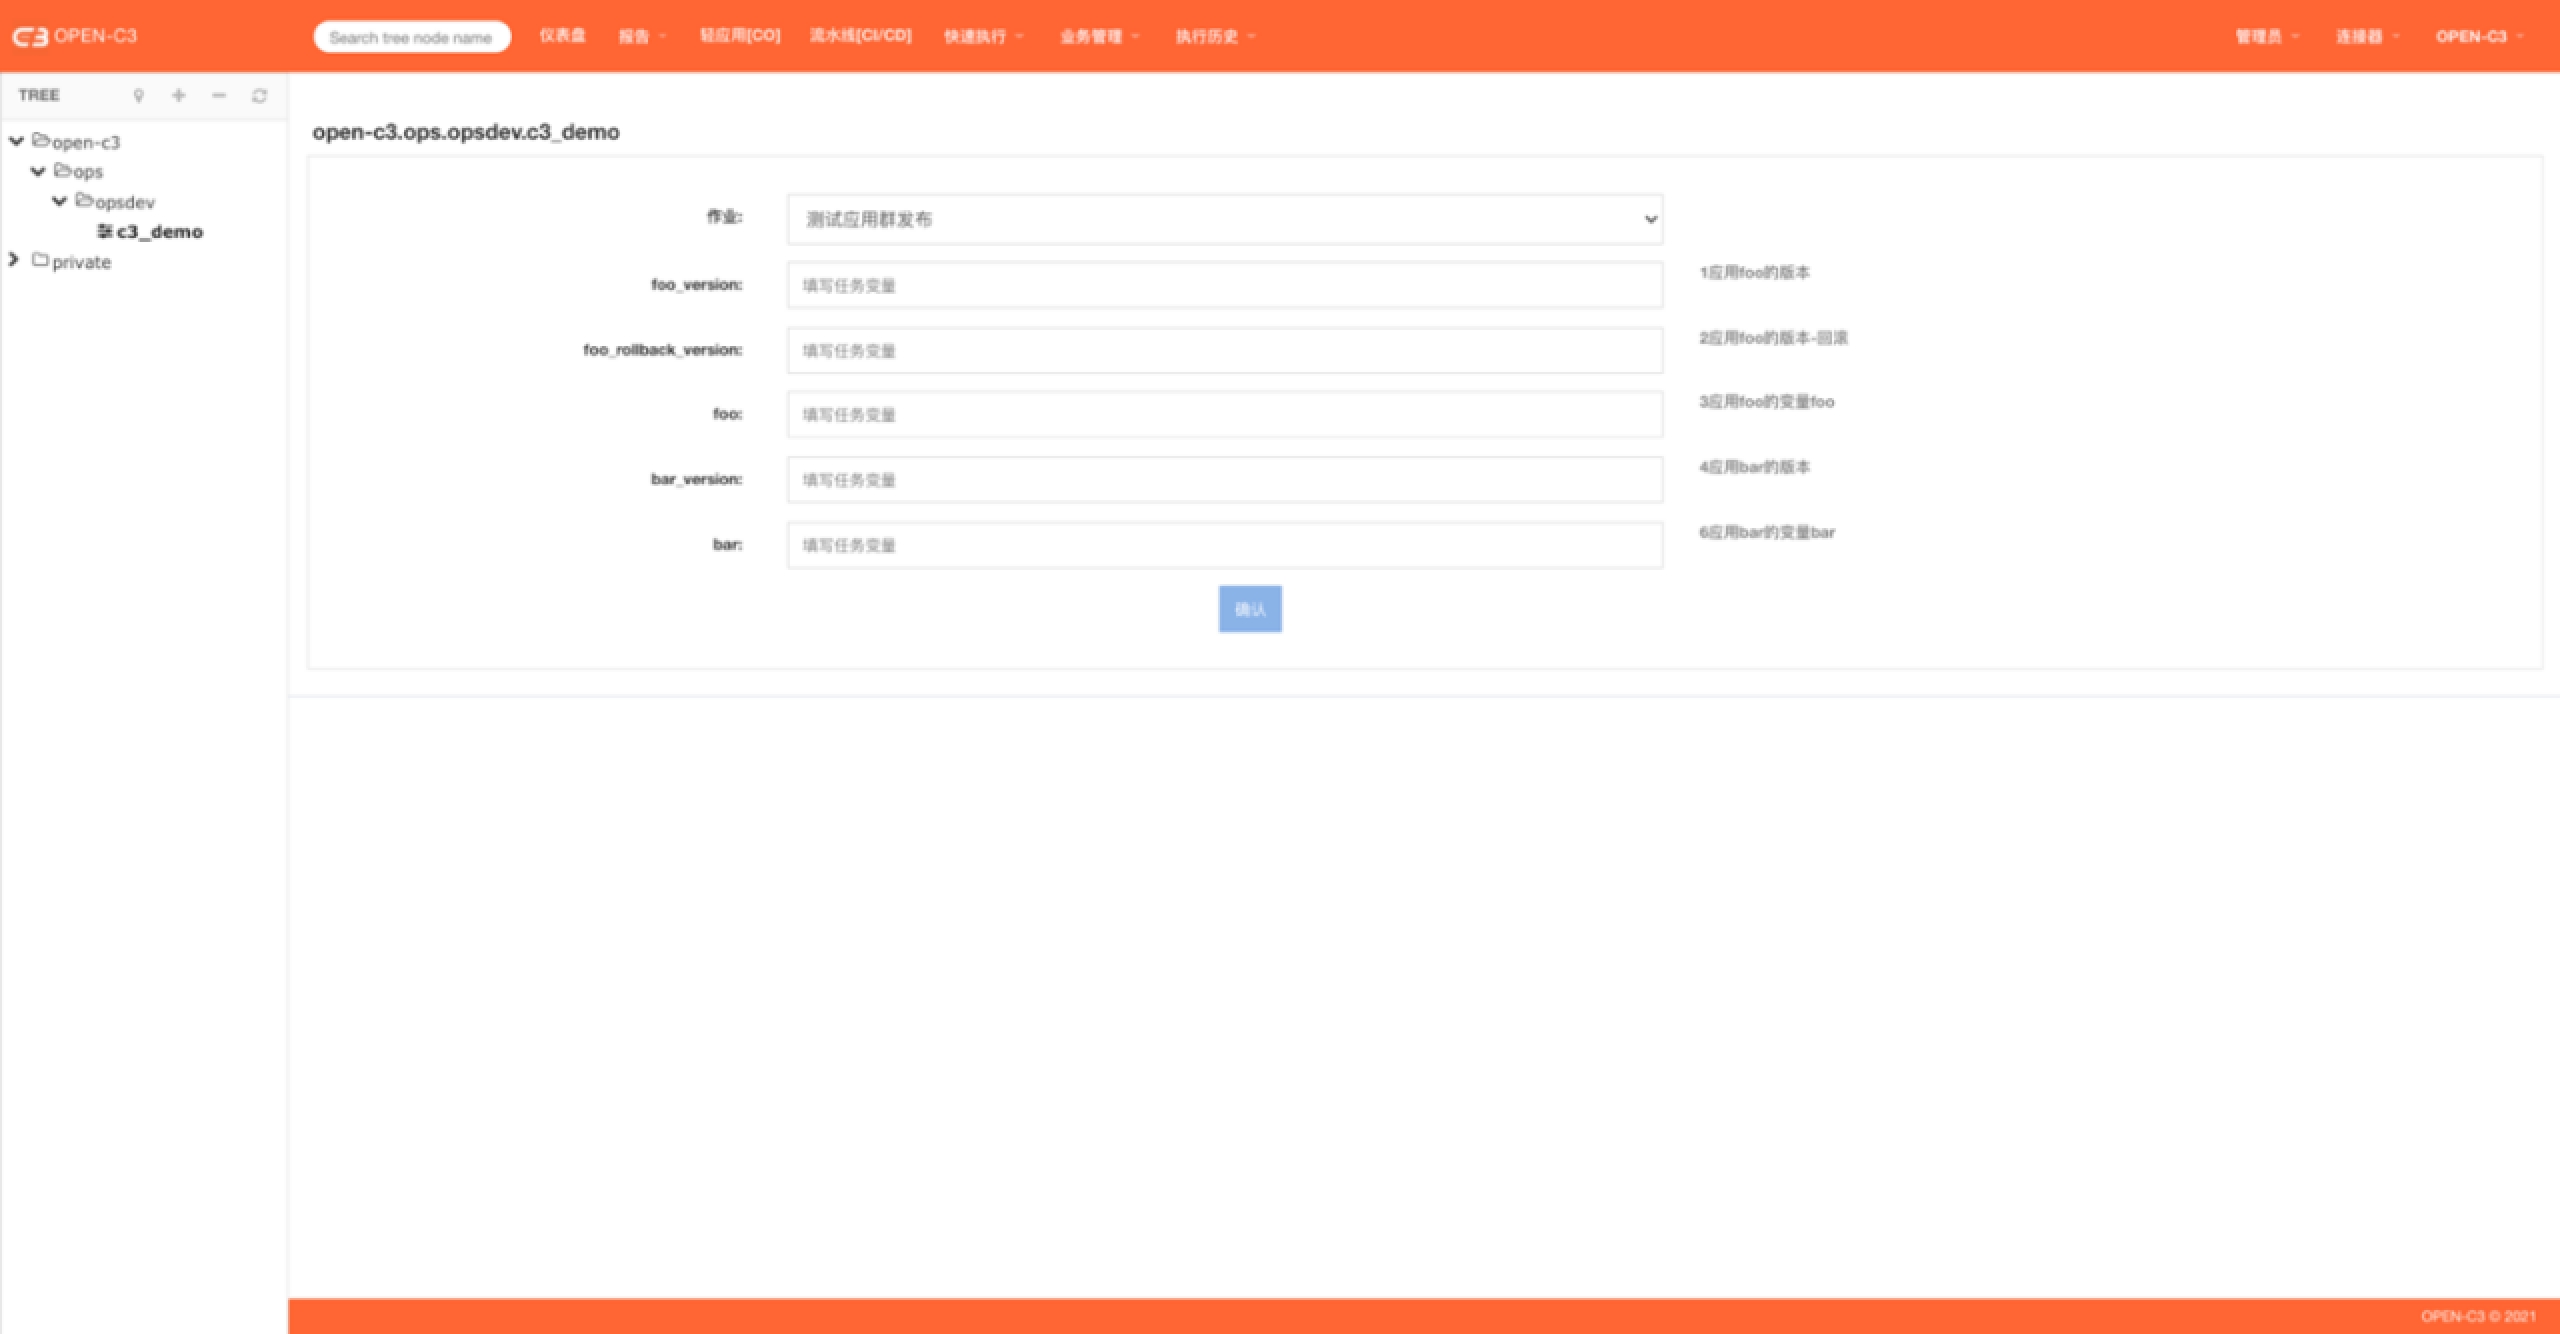 OPEN-C3 Search tree node name 仪表盘 报告 轻应用[CO] 流水线[CI/CD] 快速执行 业务管理 执行历史 管理员 连接器 OPEN-C3
TREE
open-c3
ops
opsdev
c3_demo
private
open-c3.ops.opsdev.c3_demo
作业: 测试应用群发布
foo_version: 填写任务变量 1应用foo的版本
foo_rollback_version: 填写任务变量 2应用foo的版本-回滚
foo: 填写任务变量 3应用foo的变量foo
bar_version: 填写任务变量 4应用bar的版本
bar: 填写任务变量 6应用bar的变量bar
确认
OPEN-C3 © 2021